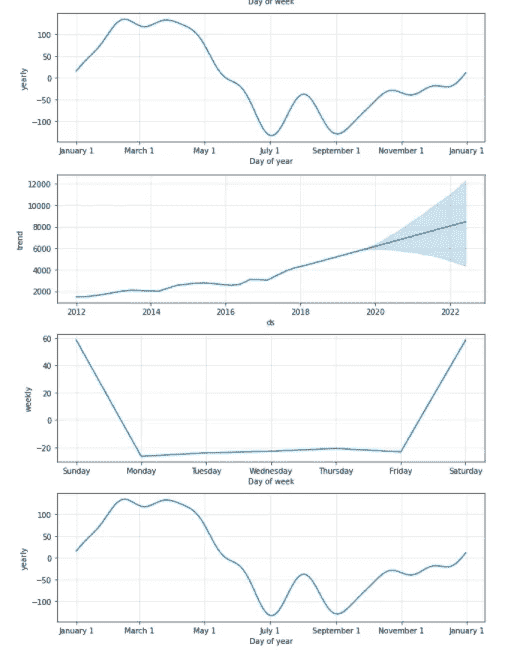 Day of week
100
50
0
−50
−100
yearly
January 1 March 1 May 1 July 1 September 1 November 1 January 1
Day of year
12000
10000
8000
6000
4000
2000
trend
2012 2014 2016 2018 2020 2022
ds
60
40
20
0
−20
weekly
Sunday Monday Tuesday Wednesday Thursday Friday Saturday
Day of week
100
50
0
−50
−100
yearly
January 1 March 1 May 1 July 1 September 1 November 1 January 1
Day of year